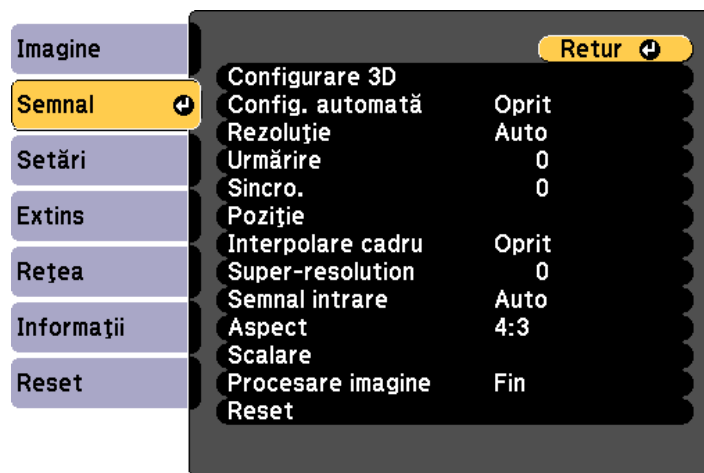 Imagine
Semnal
Setări
Extins
Reţea
Informaţii
Reset
Retur
Configurare 3D
Config. automată Oprit
Rezoluţie Auto
Urmărire 0
Sincro. 0
Poziţie
Interpolare cadru Oprit
Super-resolution 0
Semnal intrare Auto
Aspect 4:3
Scalare
Procesare imagine Fin
Reset